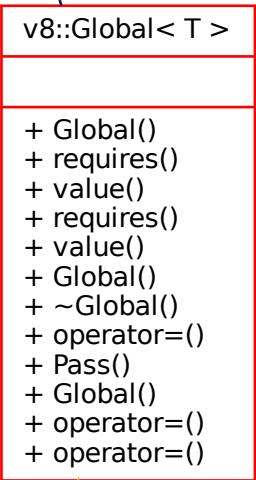 v8::Global< T >
+ Global()
+ requires()
+ value()
+ requires()
+ value()
+ Global()
+ ~Global()
+ operator=()
+ Pass()
+ Global()
+ operator=()
+ operator=()